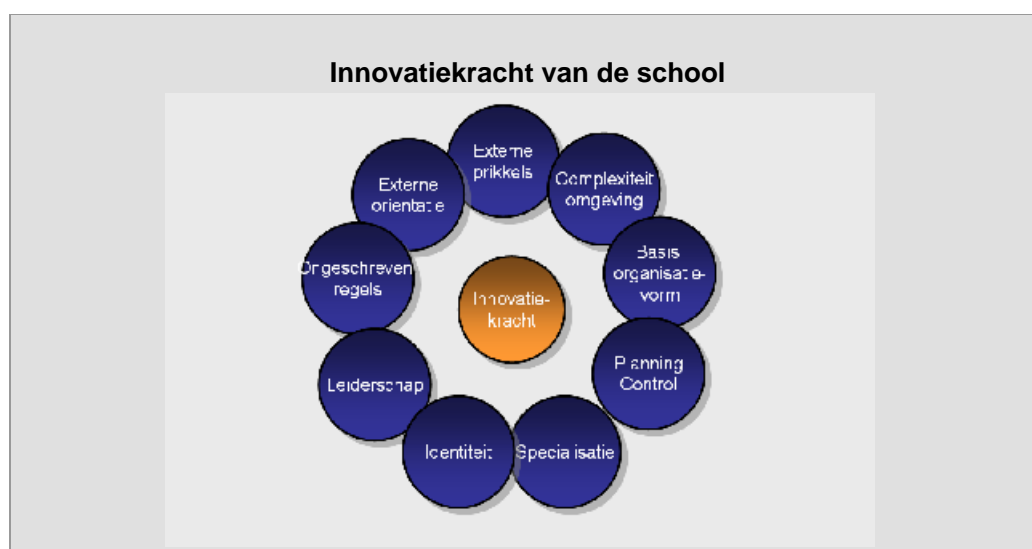 Innovatiekracht van de school
Externe
prikkels
Complexiteit
omgeving
Basis
organisatie-
vorm
Planning
Control
Specialisatie
Identiteit
Leiderschap
Ongeschreven
regels
Externe
orientatie
Innovatie-
kracht